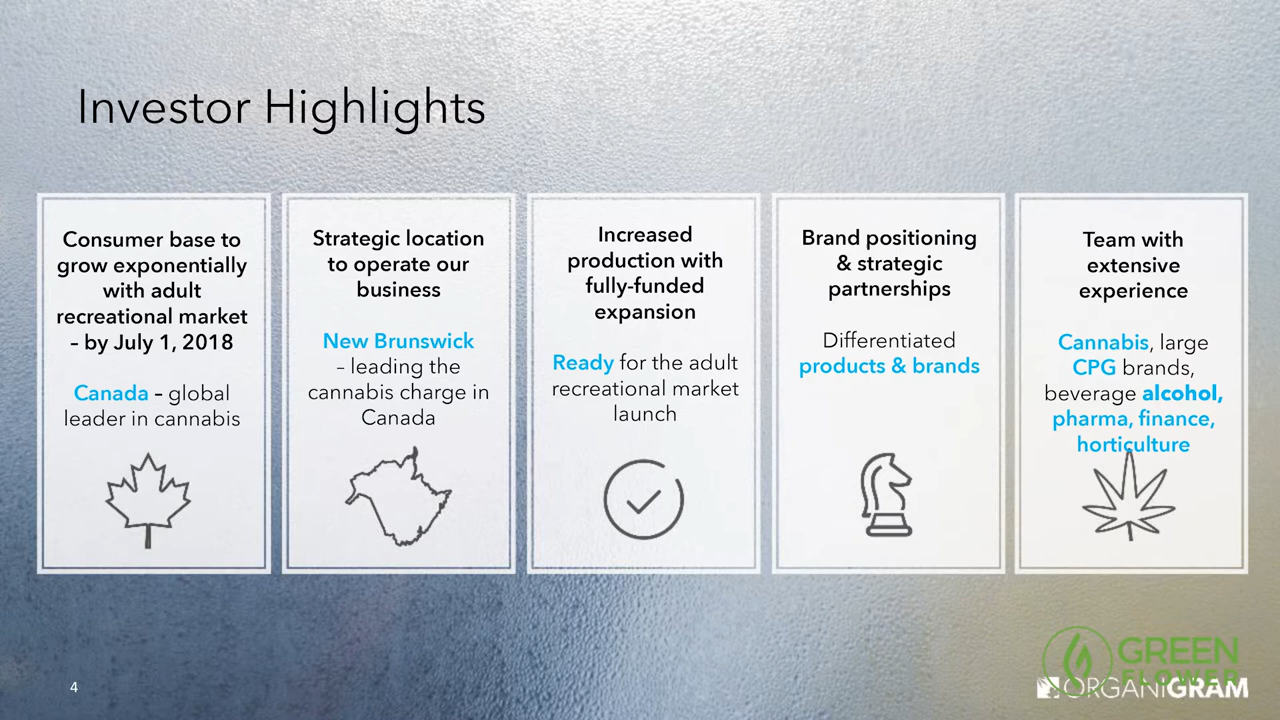 Investor Highlights
Consumer base to
grow exponentially
with adult
recreational market
– by July 1, 2018
Canada – global
leader in cannabis
Strategic location
to operate our
business
New Brunswick
– leading the
cannabis charge in
Canada
Increased
production with
fully-funded
expansion
Ready for the adult
recreational market
launch
Brand positioning
& strategic
partnerships
Differentiated
products & brands
Team with
extensive
experience
Cannabis, large
CPG brands,
beverage alcohol,
pharma, finance,
horticulture
4
GREEN
FLOWER
ORGANIGRAM